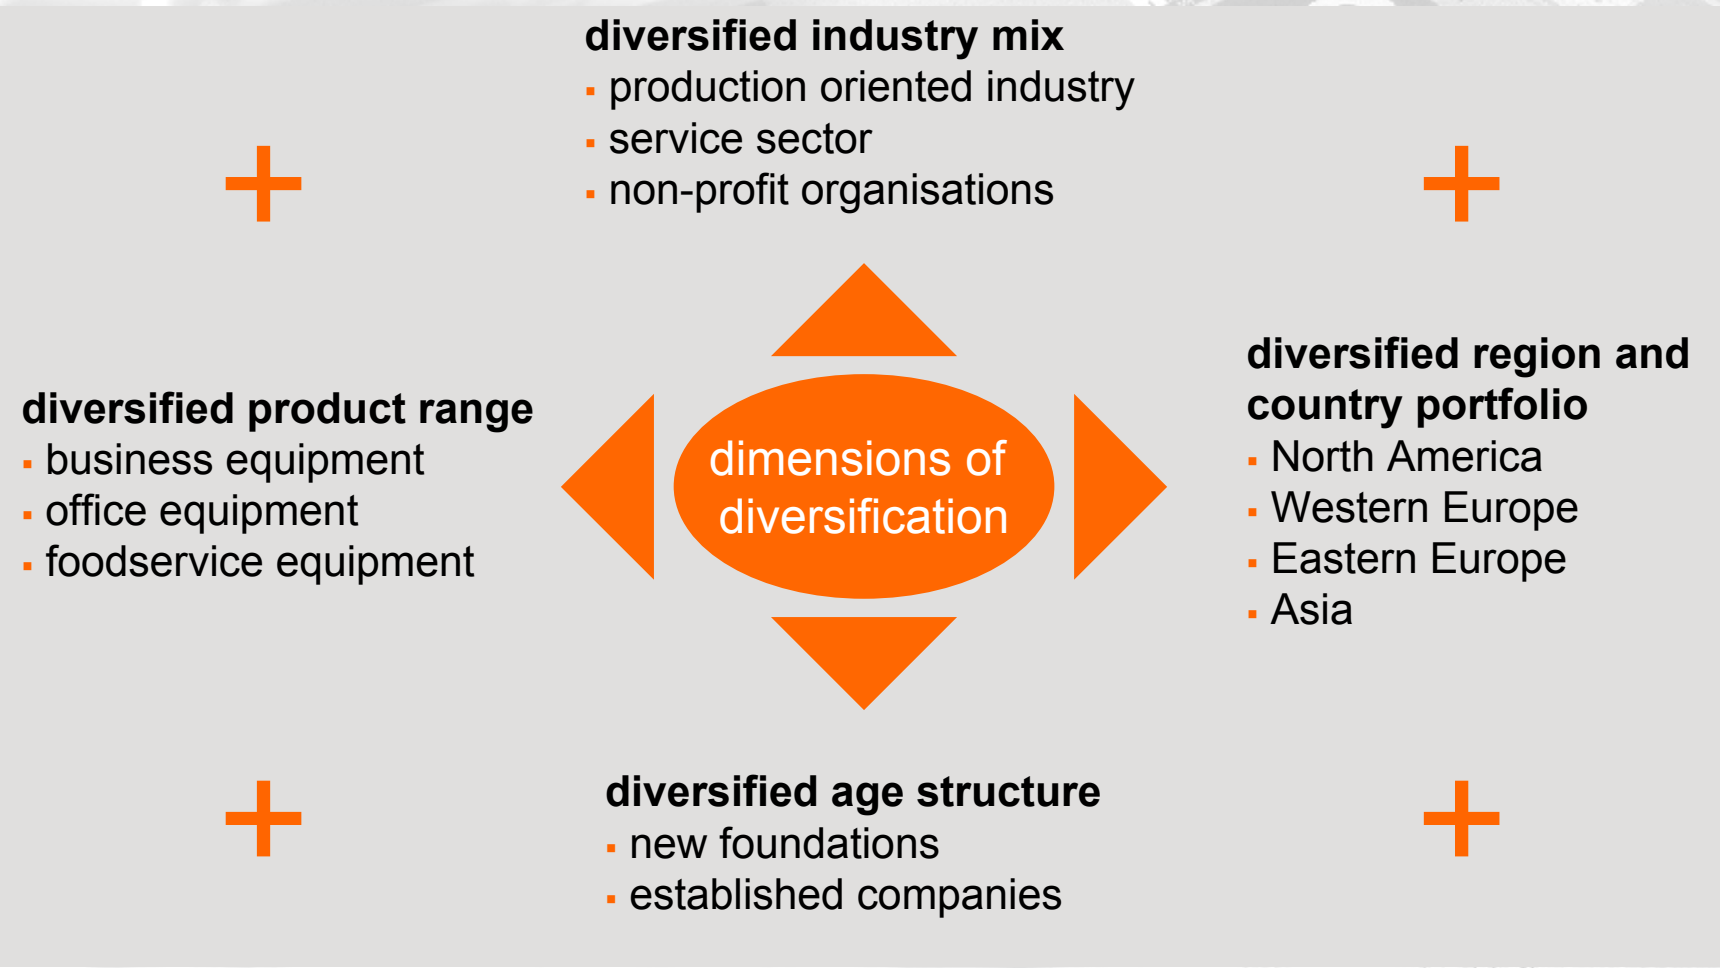 diversified industry mix
▪ production oriented industry
▪ service sector
▪ non-profit organisations
+
+
diversified product range
▪ business equipment
▪ office equipment
▪ foodservice equipment
dimensions of
diversification
diversified region and
country portfolio
▪ North America
▪ Western Europe
▪ Eastern Europe
▪ Asia
+
+
diversified age structure
▪ new foundations
▪ established companies